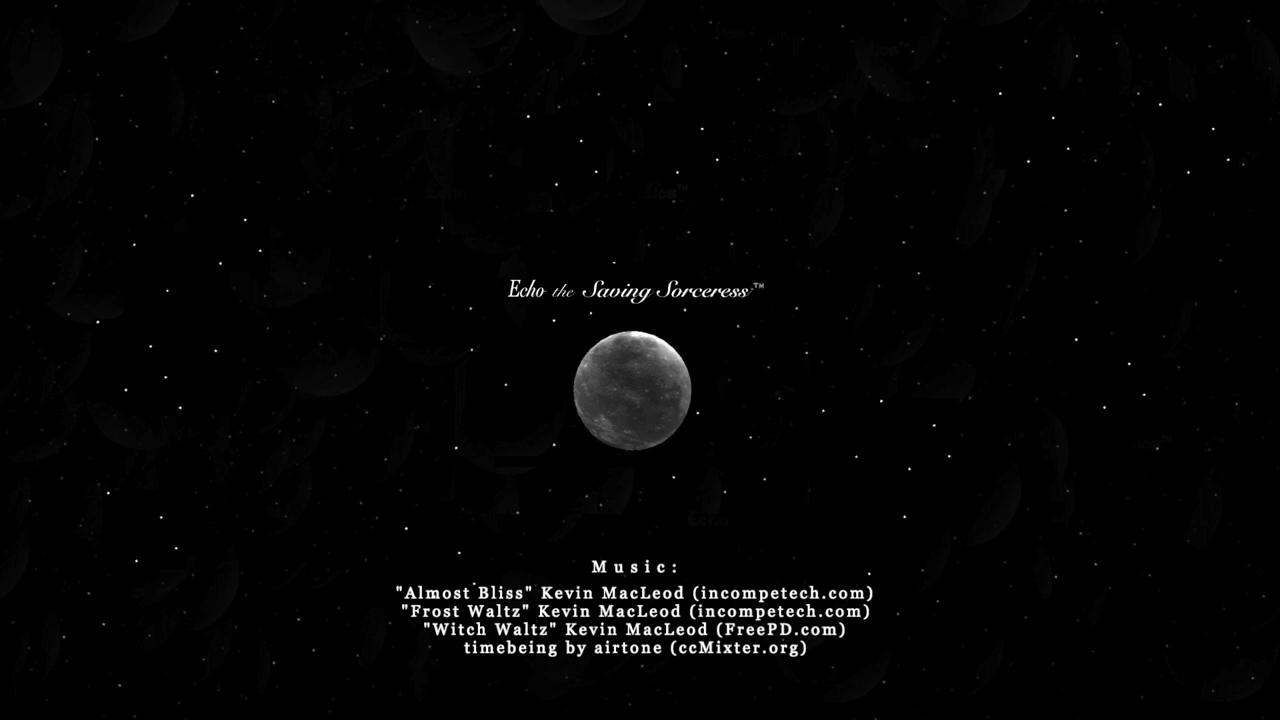 Echo the Saving Sorceress™
Music:
"Almost Bliss" Kevin MacLeod (incompetech.com)
"Frost Waltz" Kevin MacLeod (incompetech.com)
"Witch Waltz" Kevin MacLeod (FreePD.com)
timebeing by airtone (ccMixter.org)